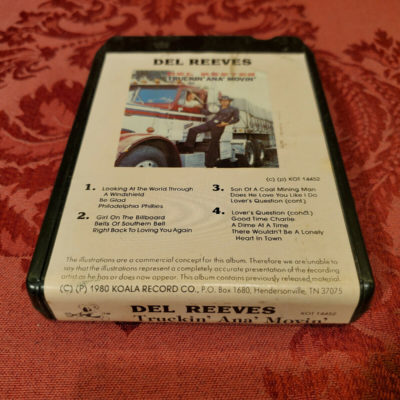 DEL REEVES
DEL REEVES
"TRUCKIN' ANA' MOVIN'"
(c) (p) KOT 14452
1. Looking At The World Through
A Windshield
Be Glad
Philadelphia Phillies
2. Girl On The Billboard
Bells Of Southern Bell
Right Back To Loving You Again
3. Son Of A Coal Mining Man
Does He Love You Like I Do
Lover's Question (cont.)
4. Lover's Question (cont'd.)
Good Time Charlie
A Dime At A Time
There Wouldn't Be A Lonely
Heart In Town
The illustrations are a commercial concept for this album. Therefore we are unable to
say that the illustrations represent a completely accurate presentation of the recording
artist as he has or does now appear. This album contains previously released material.
(C) (P) 1980 KOALA RECORD CO., P.O. Box 1680, Hendersonville, TN 37075
DEL REEVES
KOT 14452
Truckin' Ana' Movin'